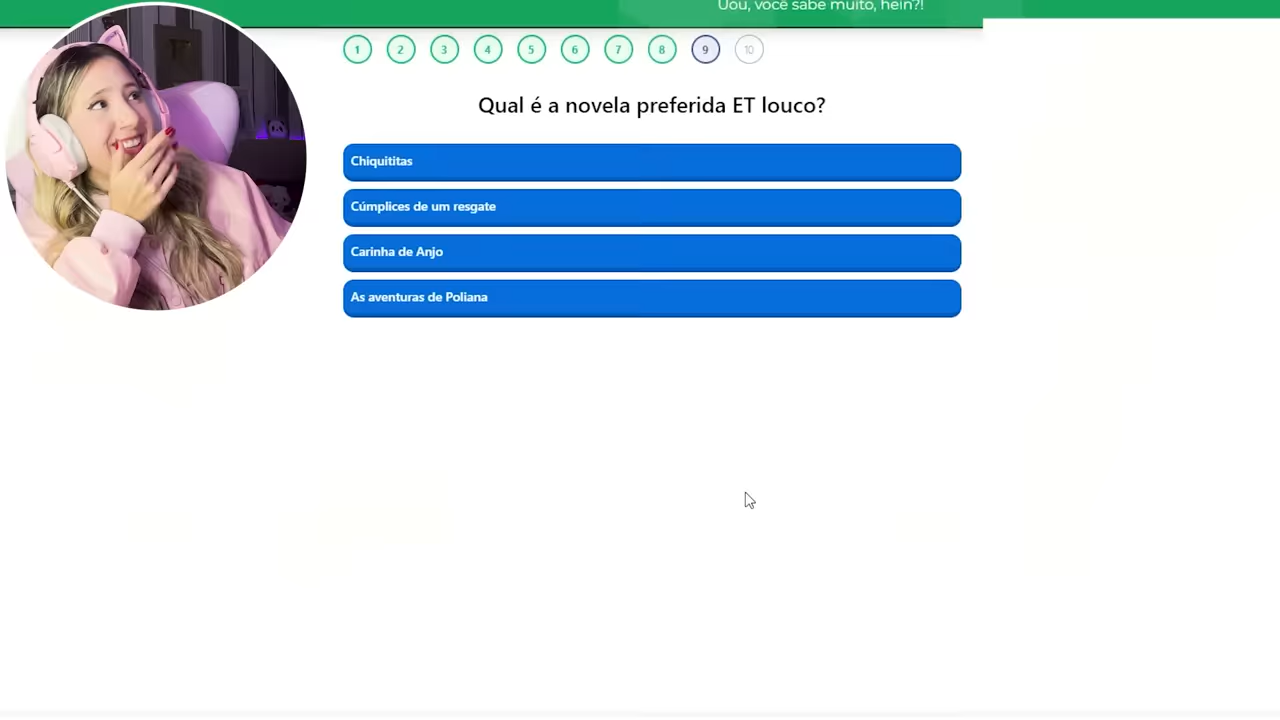 Uou, você sabe muito, hein?!
1 2 3 4 5 6 7 8 9 10
Qual é a novela preferida ET louco?
Chiquititas
Cúmplices de um resgate
Carinha de Anjo
As aventuras de Poliana